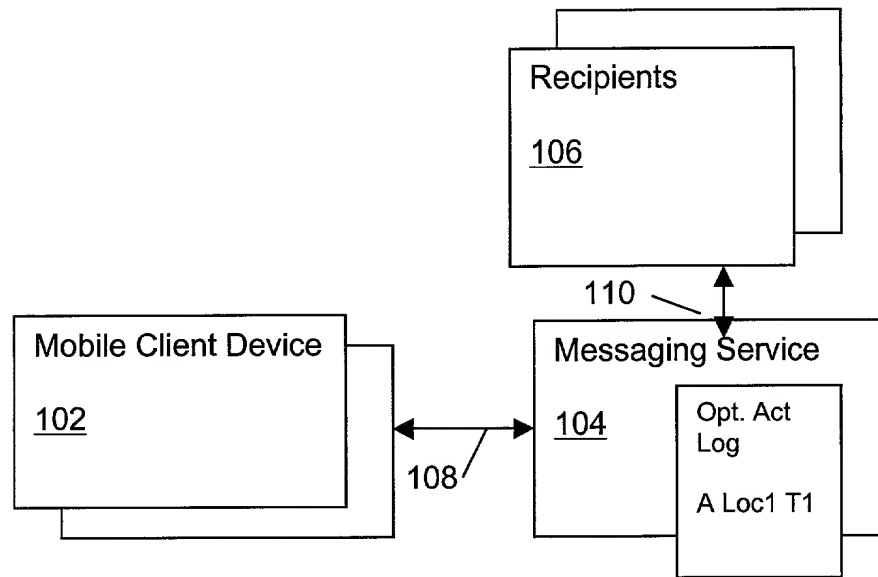 Recipients
106
110
Mobile Client Device
102
108
Messaging Service
104
Opt. Act
Log
A Loc1 T1